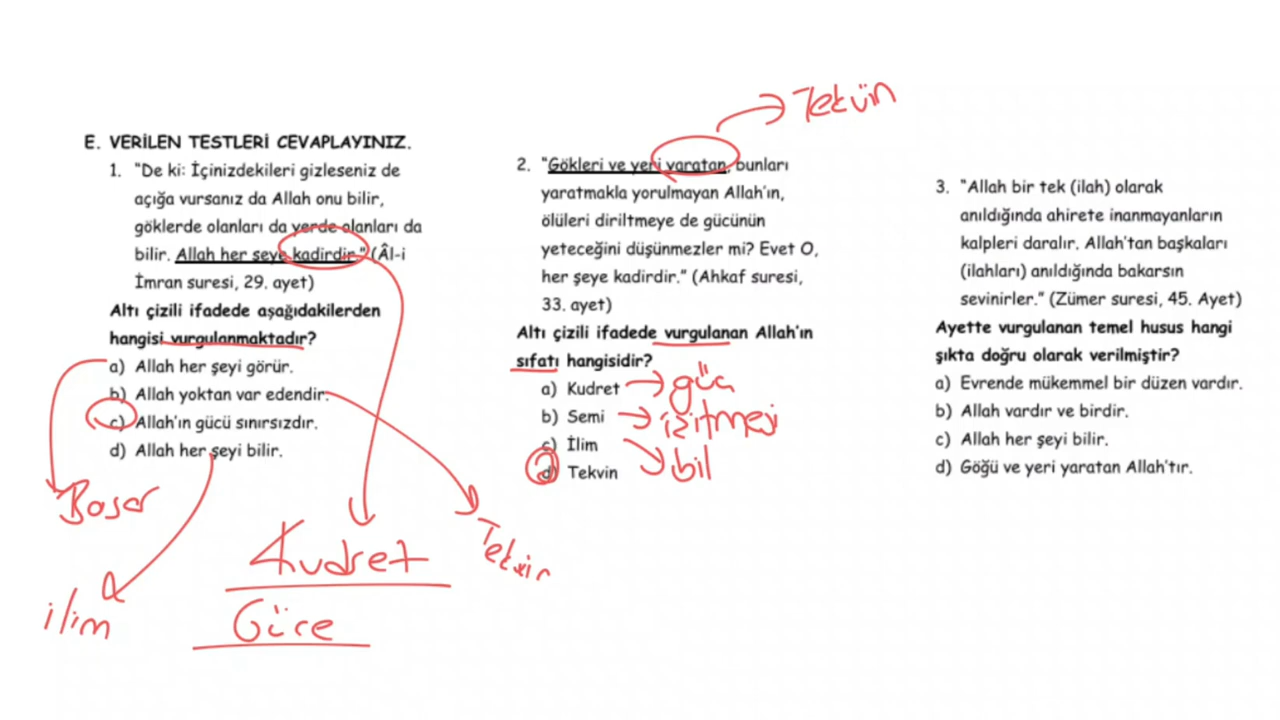 E. VERİLEN TESTLERİ CEVAPLAYINIZ.
1. "De ki: İçinizdekileri gizleseniz de
açığa vursanız da Allah onu bilir,
göklerde olanları da yerde olanları da
bilir. Allah her şeye kadirdir." (Âl-i
İmran suresi, 29. ayet)
Altı çizili ifadede aşağıdakilerden
hangisi vurgulanmaktadır?
a) Allah her şeyi görür.
b) Allah yoktan var edendir.
c) Allah'ın gücü sınırsızdır.
d) Allah her şeyi bilir.
Basar
ilim
Kudret
Güce
Tekvin
Tekvin
2. "Gökleri ve yeri yaratan, bunları
yaratmakla yorulmayan Allah'ın,
ölüleri diriltmeye de gücünün
yeteceğini düşünmezler mi? Evet O,
her şeye kadirdir." (Ahkaf suresi,
33. ayet)
Altı çizili ifadede vurgulanan Allah'ın
sıfatı hangisidir?
a) Kudret → güc
b) Semi → işitmesi
c) İlim → bil
d) Tekvin
3. "Allah bir tek (ilah) olarak
anıldığında ahirete inanmayanların
kalpleri daralır. Allah'tan başkaları
(ilahları) anıldığında bakarsın
sevinirler." (Zümer suresi, 45. Ayet)
Ayette vurgulanan temel husus hangi
şıkta doğru olarak verilmiştir?
a) Evrende mükemmel bir düzen vardır.
b) Allah vardır ve birdir.
c) Allah her şeyi bilir.
d) Göğü ve yeri yaratan Allah'tır.